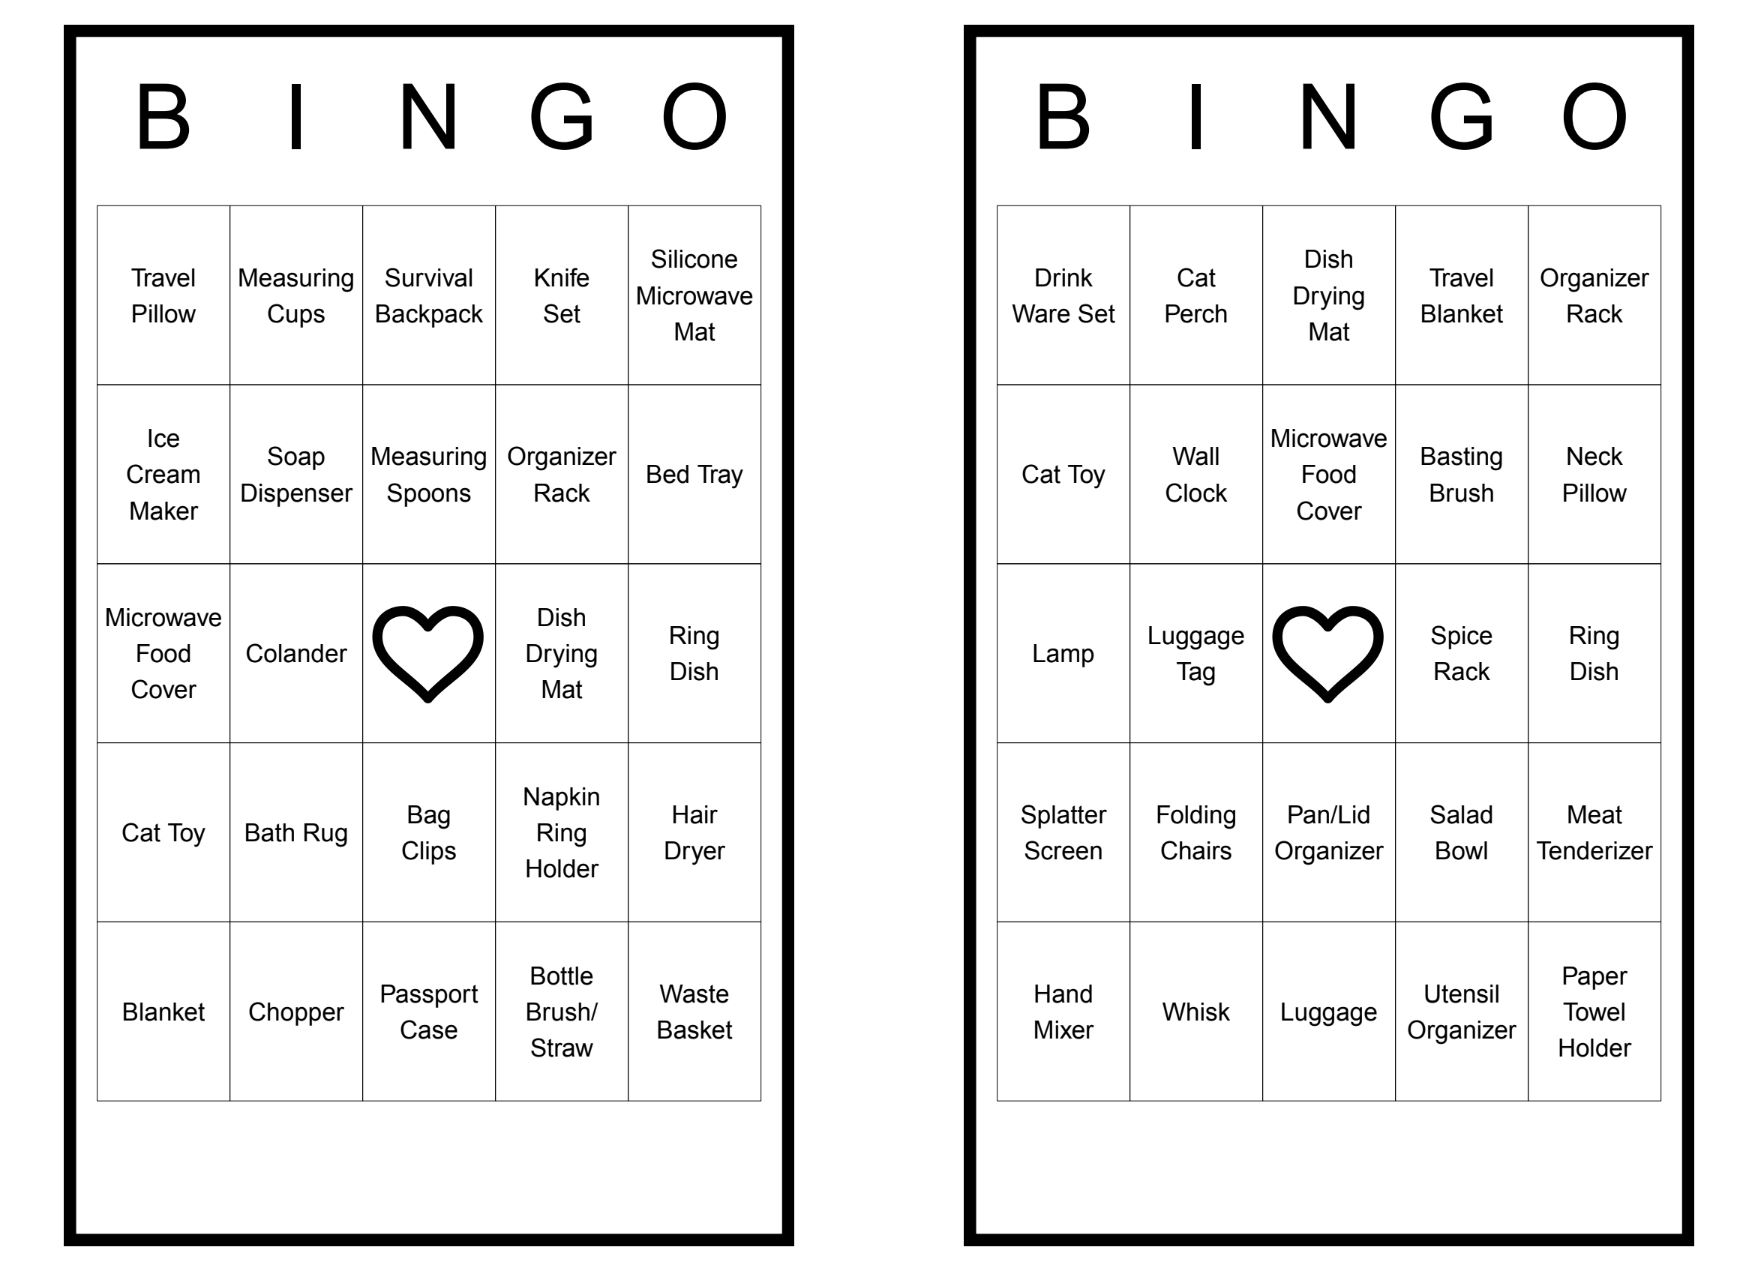 B I N G O
Travel
Pillow
Measuring
Cups
Survival
Backpack
Knife
Set
Silicone
Microwave
Mat
Ice
Cream
Maker
Soap
Dispenser
Measuring
Spoons
Organizer
Rack
Bed Tray
Microwave
Food
Cover
Colander
Dish
Drying
Mat
Ring
Dish
Cat Toy
Bath Rug
Bag
Clips
Napkin
Ring
Holder
Hair
Dryer
Blanket
Chopper
Passport
Case
Bottle
Brush/
Straw
Waste
Basket
B I N G O
Drink
Ware Set
Cat
Perch
Dish
Drying
Mat
Travel
Blanket
Organizer
Rack
Cat Toy
Wall
Clock
Microwave
Food
Cover
Basting
Brush
Neck
Pillow
Lamp
Luggage
Tag
Spice
Rack
Ring
Dish
Splatter
Screen
Folding
Chairs
Pan/Lid
Organizer
Salad
Bowl
Meat
Tenderizer
Hand
Mixer
Whisk
Luggage
Utensil
Organizer
Paper
Towel
Holder